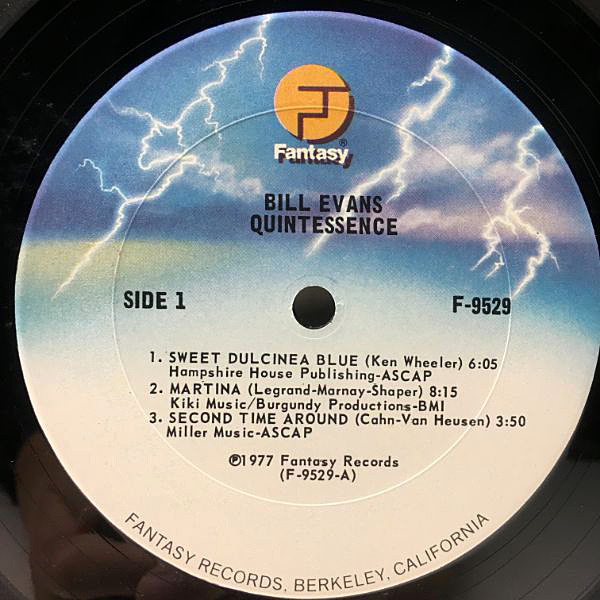 Fantasy®
BILL EVANS
QUINTESSENCE
SIDE 1
F-9529
1. SWEET DULCINEA BLUE (Ken Wheeler) 6:05
Hampshire House Publishing-ASCAP
2. MARTINA (Legrand-Marnay-Shaper) 8:15
Kiki Music/Burgundy Productions-BMI
3. SECOND TIME AROUND (Cahn-Van Heusen) 3:50
Miller Music-ASCAP
℗1977 Fantasy Records
(F-9529-A)
FANTASY RECORDS, BERKELEY, CALIFORNIA